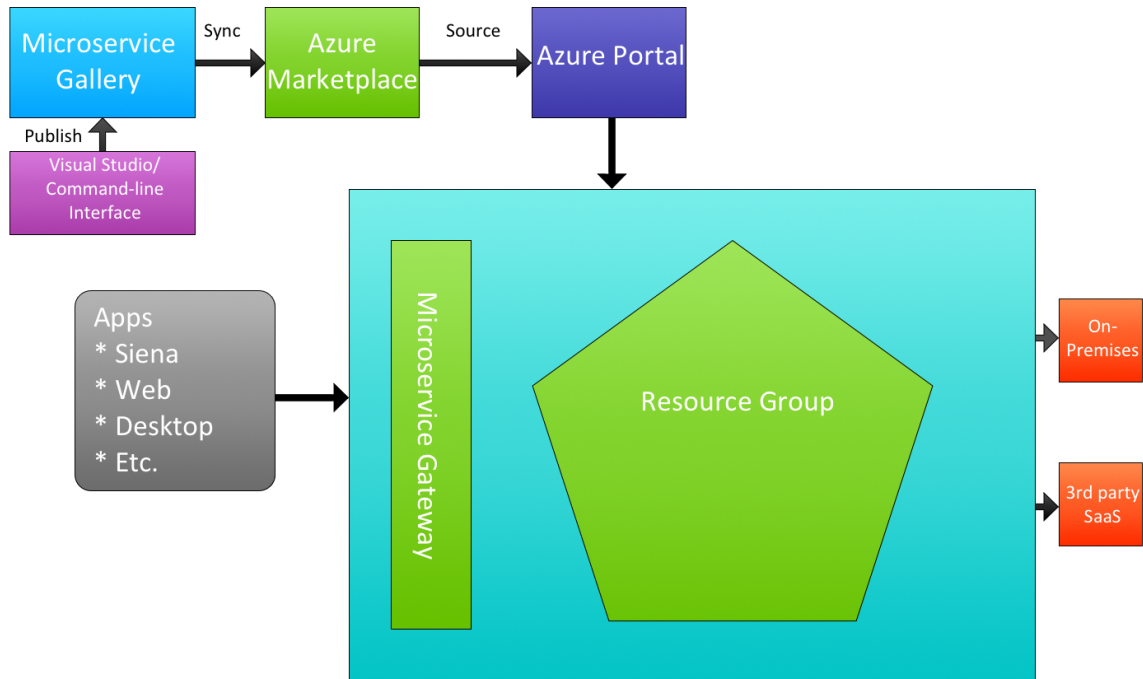 Microservice
Gallery
Sync
Azure
Marketplace
Source
Azure Portal
Publish
Visual Studio/
Command-line
Interface
Apps
* Siena
* Web
* Desktop
* Etc.
Microservice Gateway
Resource Group
On-
Premises
3rd party
SaaS